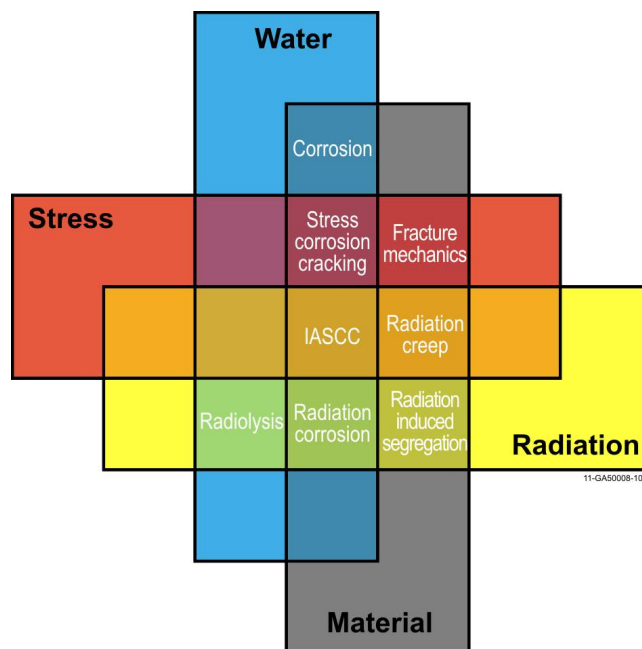 Water
Corrosion
Stress
Stress
corrosion
cracking
Fracture
mechanics
IASCC
Radiation
creep
Radiolysis
Radiation
corrosion
Radiation
induced
segregation
Radiation
11-GA50008-10
Material